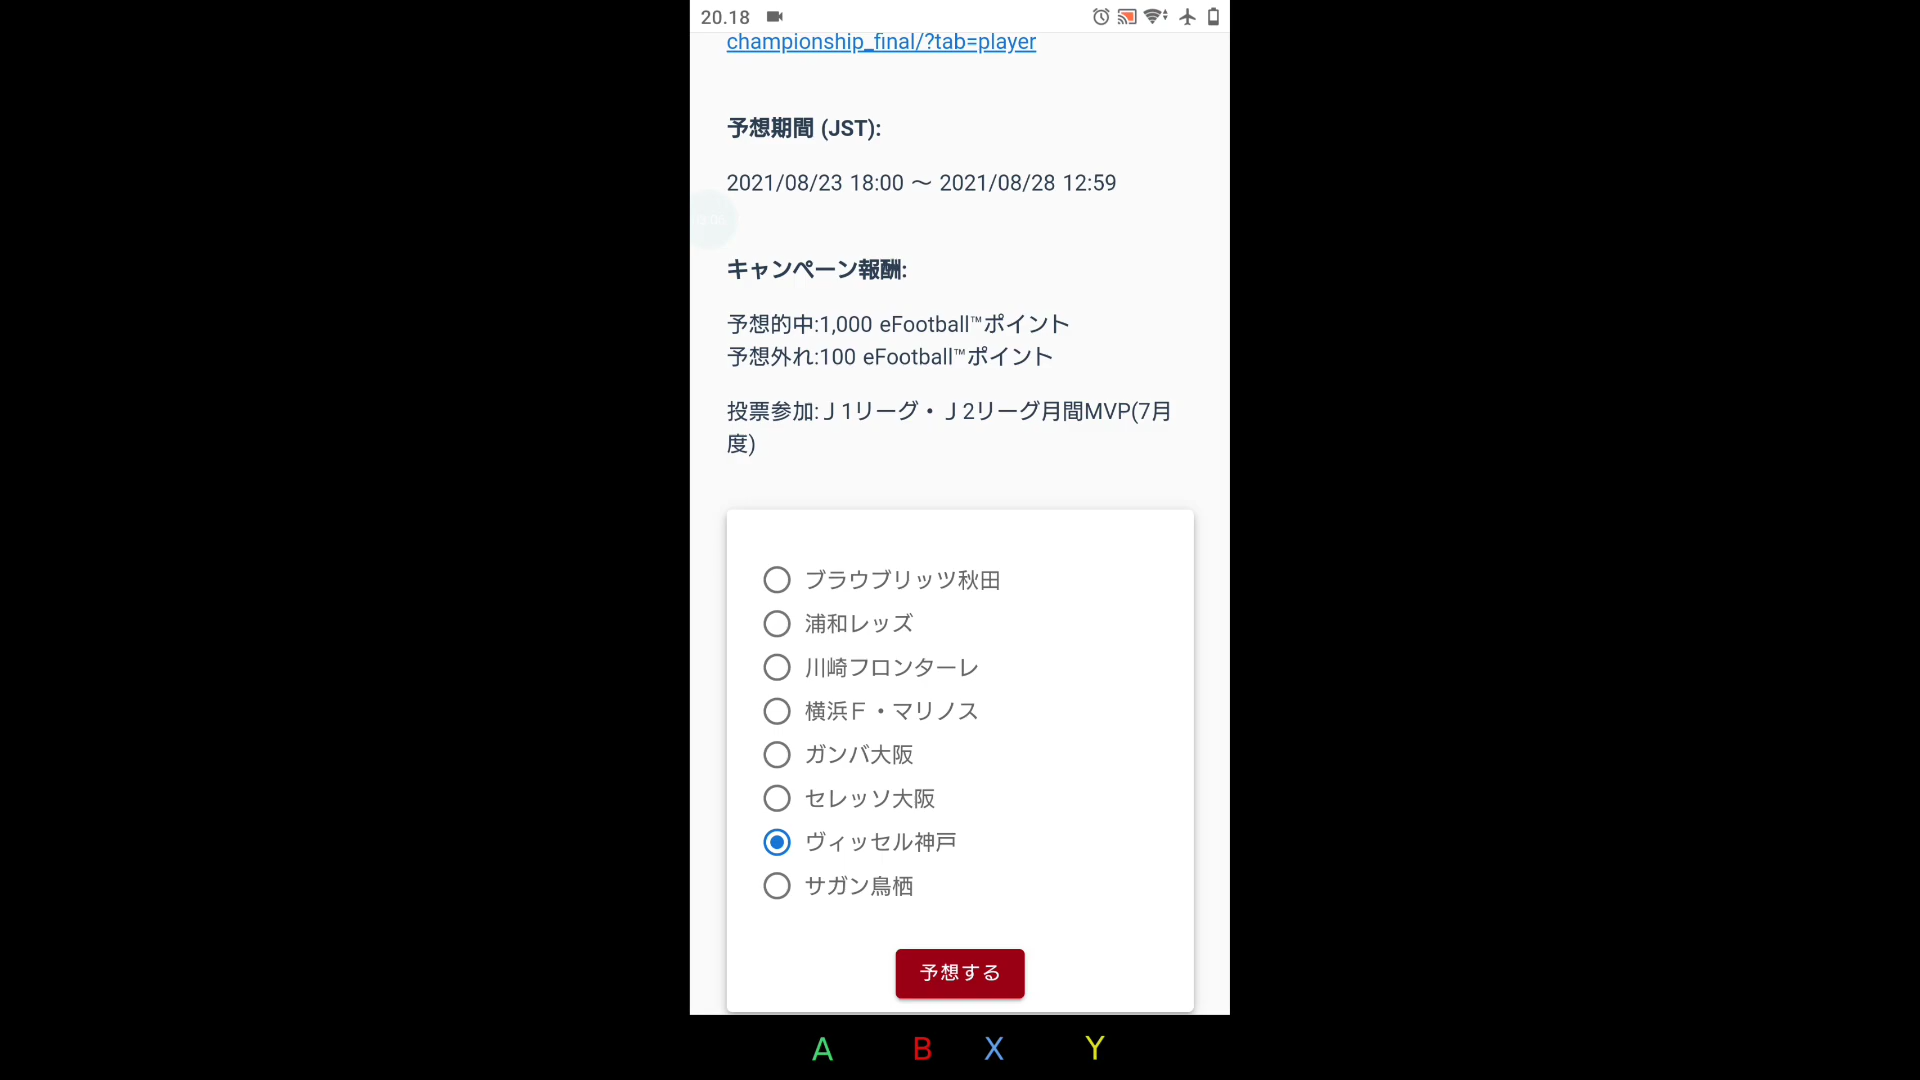 20.18
championship_final/?tab=player
予想期間 (JST):
2021/08/23 18:00 ～ 2021/08/28 12:59
キャンペーン報酬:
予想的中:1,000 eFootball™ポイント
予想外れ:100 eFootball™ポイント
投票参加:Ｊ1リーグ・Ｊ2リーグ月間MVP(7月
度)
ブラウブリッツ秋田
浦和レッズ
川崎フロンターレ
横浜Ｆ・マリノス
ガンバ大阪
セレッソ大阪
ヴィッセル神戸
サガン鳥栖
予想する
A B X Y